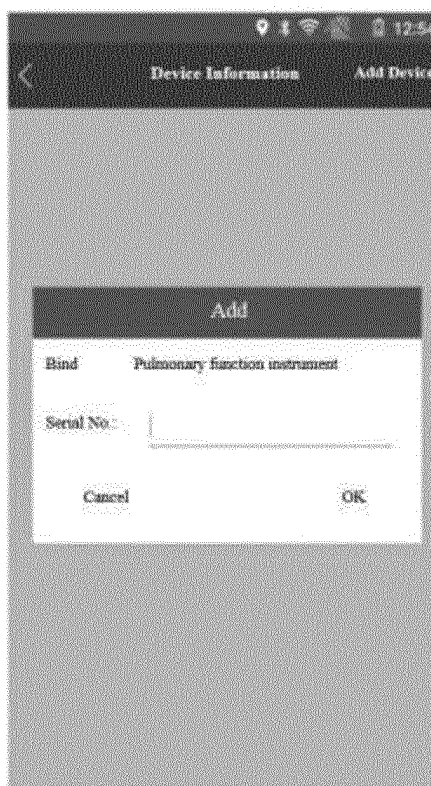 12:54
Device Information Add Device
Add
Bind Pulmonary function instrument
Serial No.:
Cancel OK